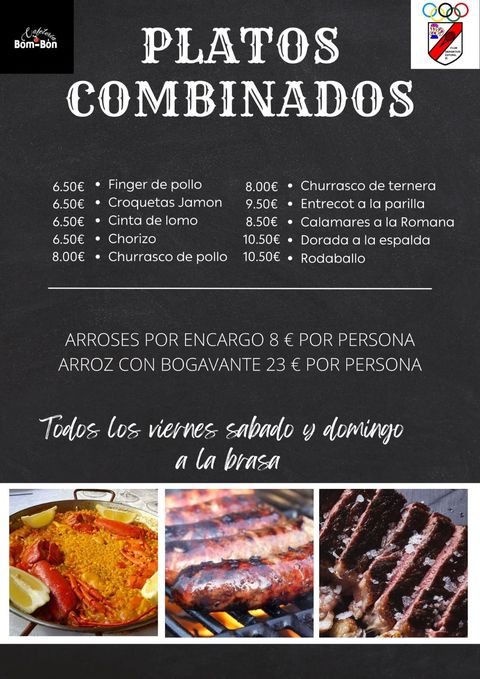 Cafeteria
Bom-Bón
PLATOS
COMBINADOS
6.50€ • Finger de pollo
6.50€ • Croquetas Jamon
6.50€ • Cinta de lomo
6.50€ • Chorizo
8.00€ • Churrasco de pollo
8.00€ • Churrasco de ternera
9.50€ • Entrecot a la parilla
8.50€ • Calamares a la Romana
10.50€ • Dorada a la espalda
10.50€ • Rodaballo
ARROSES POR ENCARGO 8 € POR PERSONA
ARROZ CON BOGAVANTE 23 € POR PERSONA
Todos los viernes sabado y domingo
a la brasa